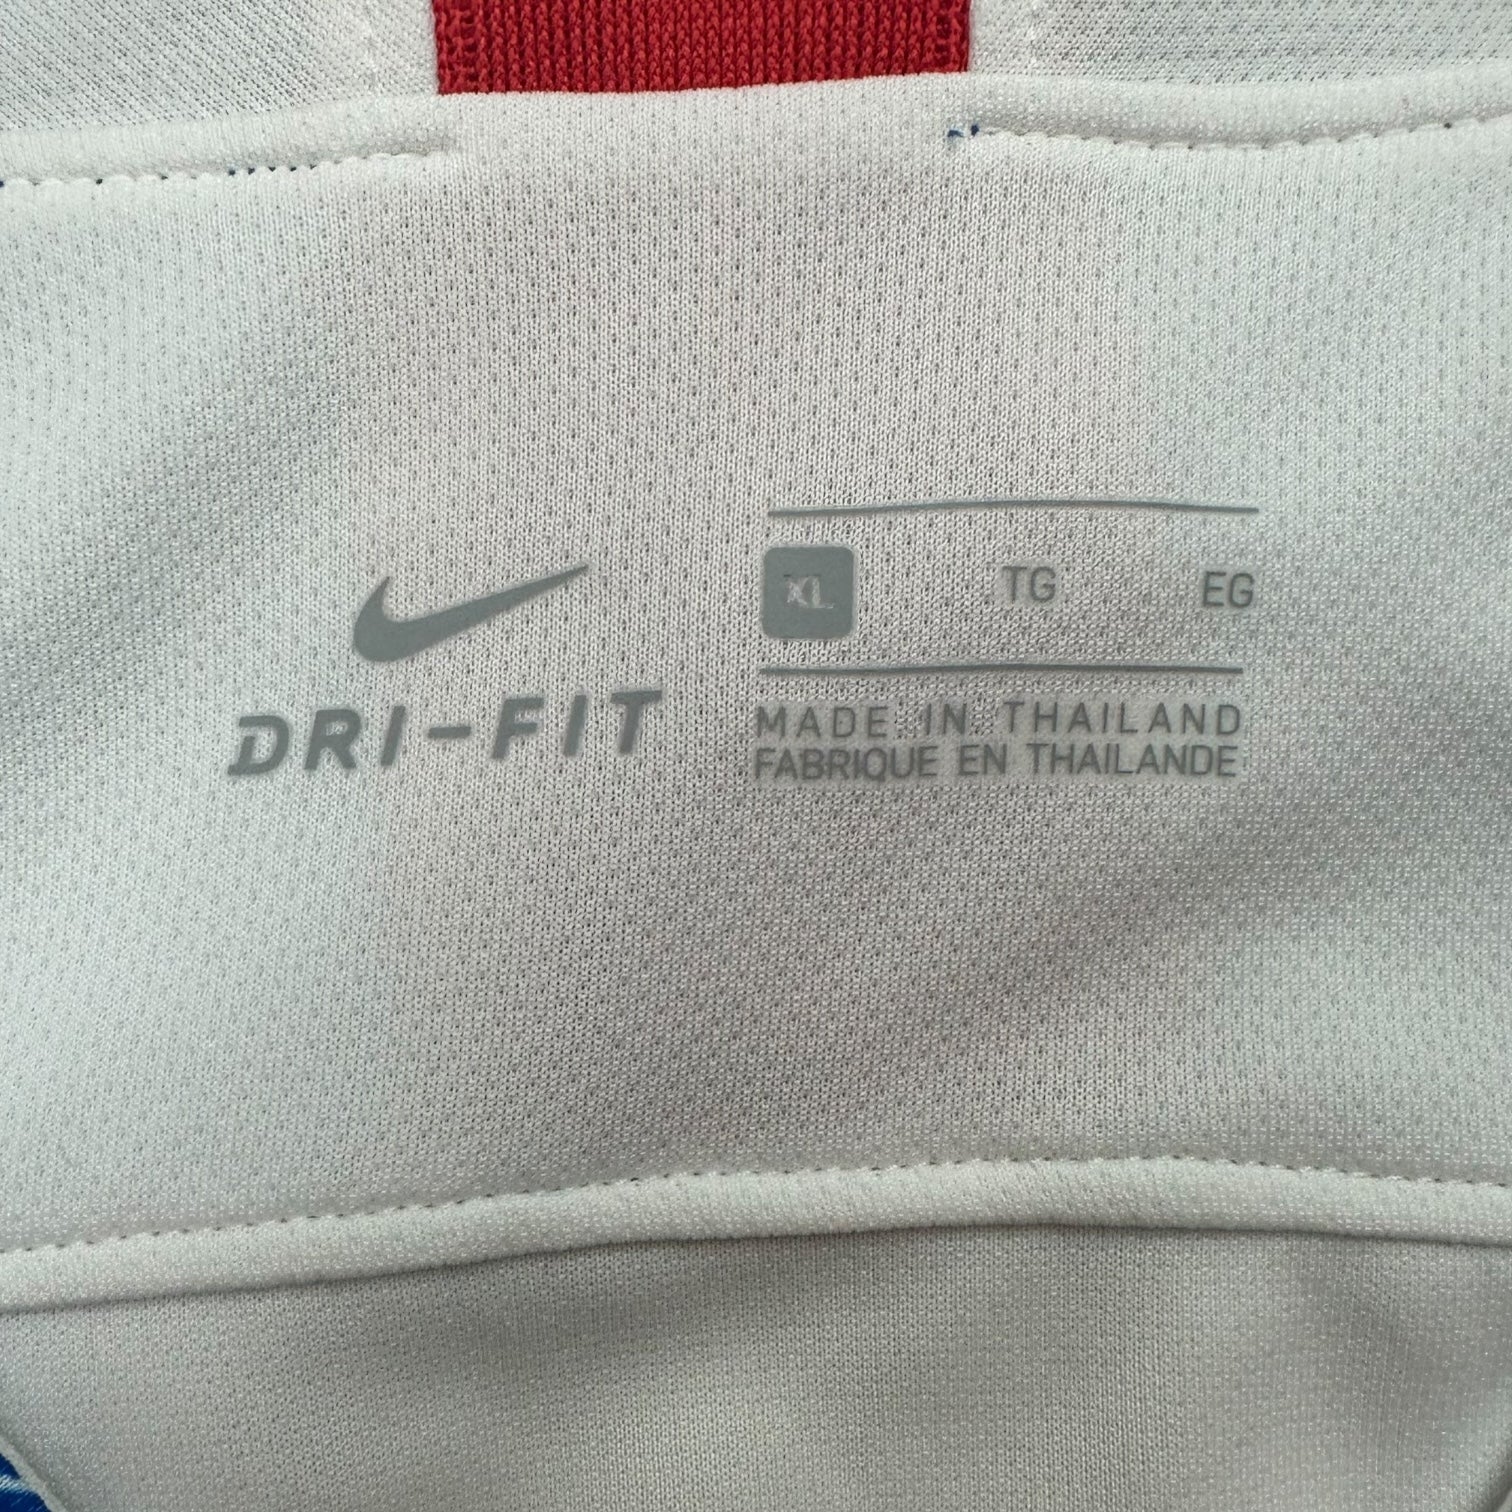 DRI-FIT
XL TG EG
MADE IN THAILAND
FABRIQUE EN THAILANDE